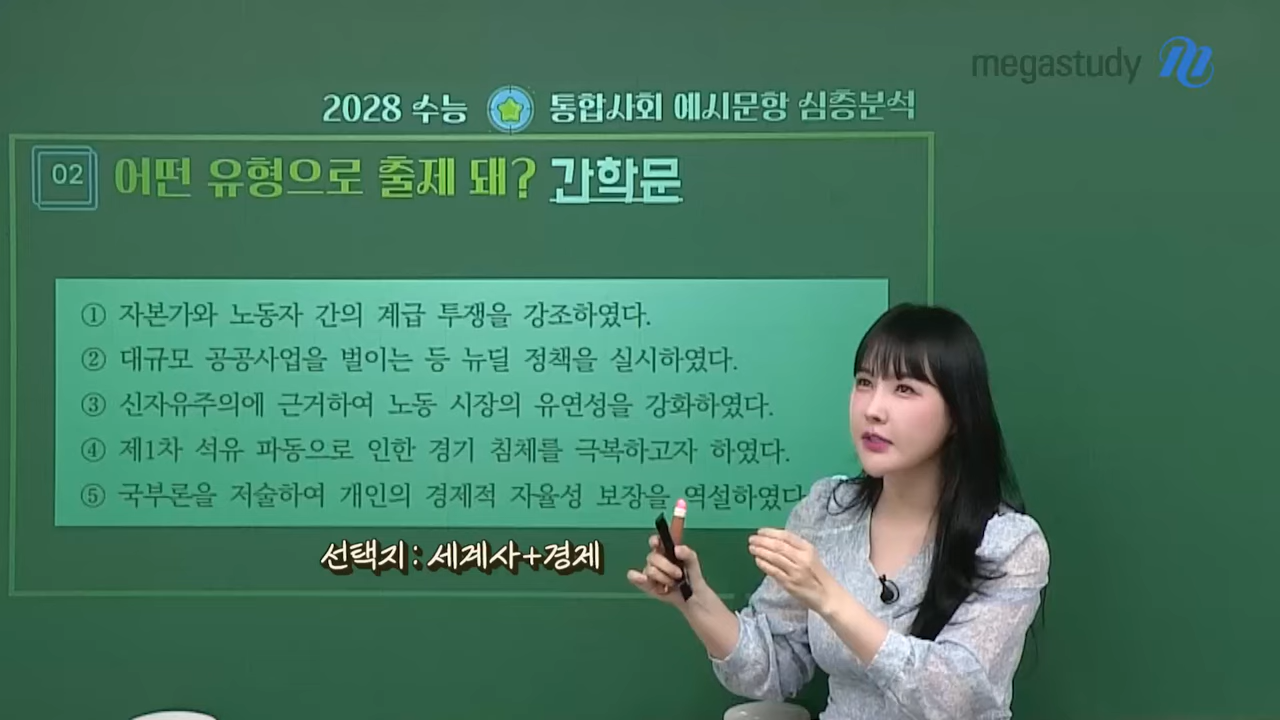 megastudy
2028 수능 통합사회 예시문항 심층분석
02 어떤 유형으로 출제 돼? 간학문
① 자본가와 노동자 간의 계급 투쟁을 강조하였다.
② 대규모 공공사업을 벌이는 등 뉴딜 정책을 실시하였다.
③ 신자유주의에 근거하여 노동 시장의 유연성을 강화하였다.
④ 제1차 석유 파동으로 인한 경기 침체를 극복하고자 하였다.
⑤ 국부론을 저술하여 개인의 경제적 자율성 보장을 역설하였다
선택지 : 세계사+경제